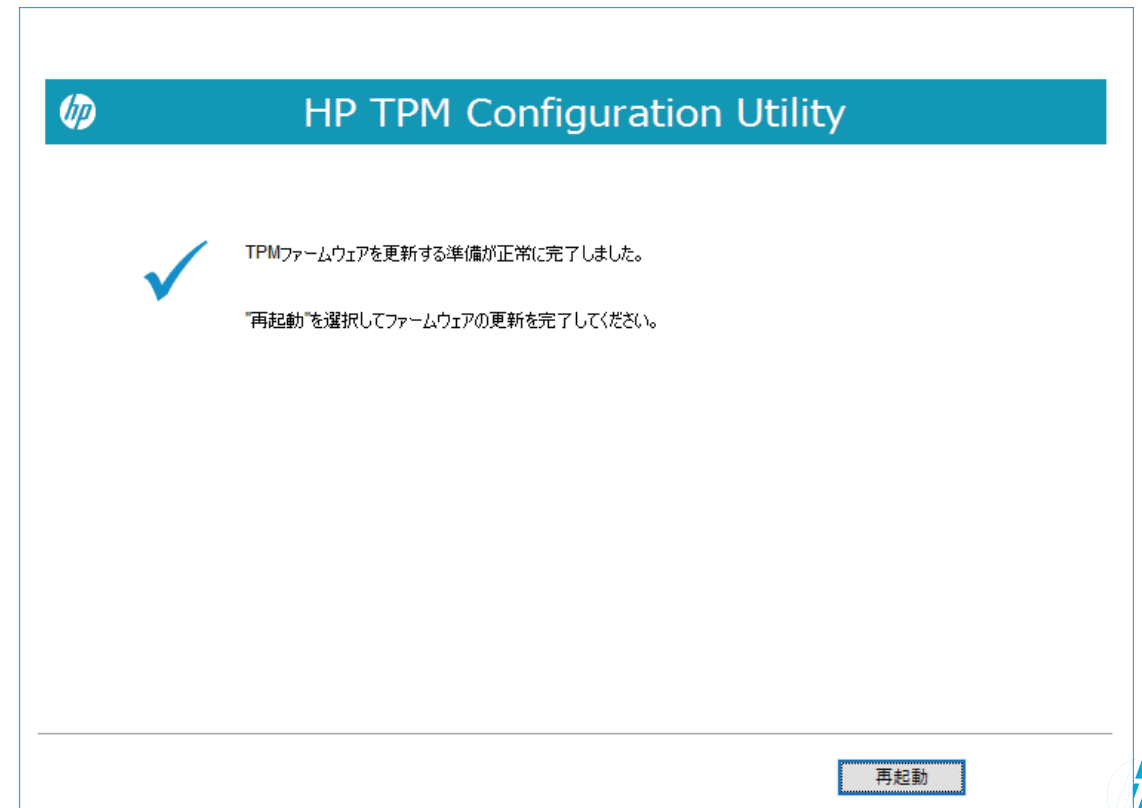 hp
HP TPM Configuration Utility
TPMファームウェアを更新する準備が正常に完了しました。
"再起動"を選択してファームウェアの更新を完了してください。
再起動